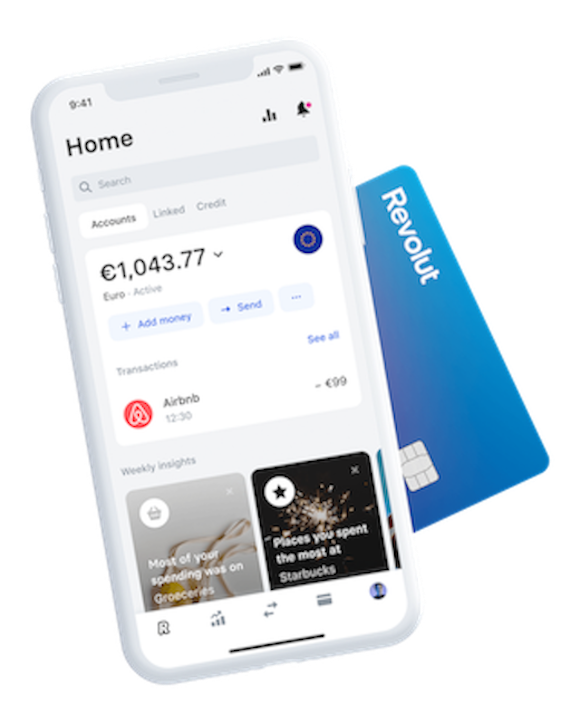 9:41
Home
Search
Accounts Linked Credit
€1,043.77
Euro · Active
+ Add money → Send ···
See all
Transactions
Airbnb
12:30
– €99
Weekly insights
Most of your
spending was on
Groeceries
Places you spent
the most at
Starbucks
Revolut